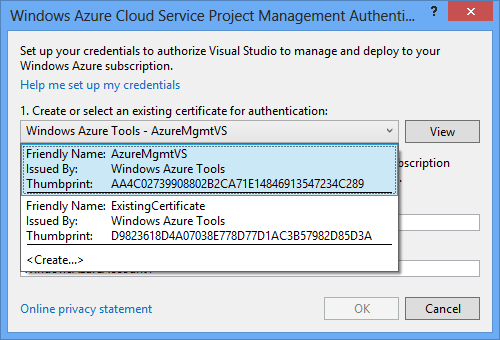 Windows Azure Cloud Service Project Management Authenti...
?
Set up your credentials to authorize Visual Studio to manage and deploy to your
Windows Azure subscription.
Help me set up my credentials
1. Create or select an existing certificate for authentication:
Windows Azure Tools - AzureMgmtVS
View
Friendly Name: AzureMgmtVS
Issued By: Windows Azure Tools
Thumbprint: AA4C02739908802B2CA71E14846913547234C289
Friendly Name: ExistingCertificate
Issued By: Windows Azure Tools
Thumbprint: D9823618D4A07038E778D77D1AC3B57982D85D3A
<Create...>
Online privacy statement
OK
Cancel